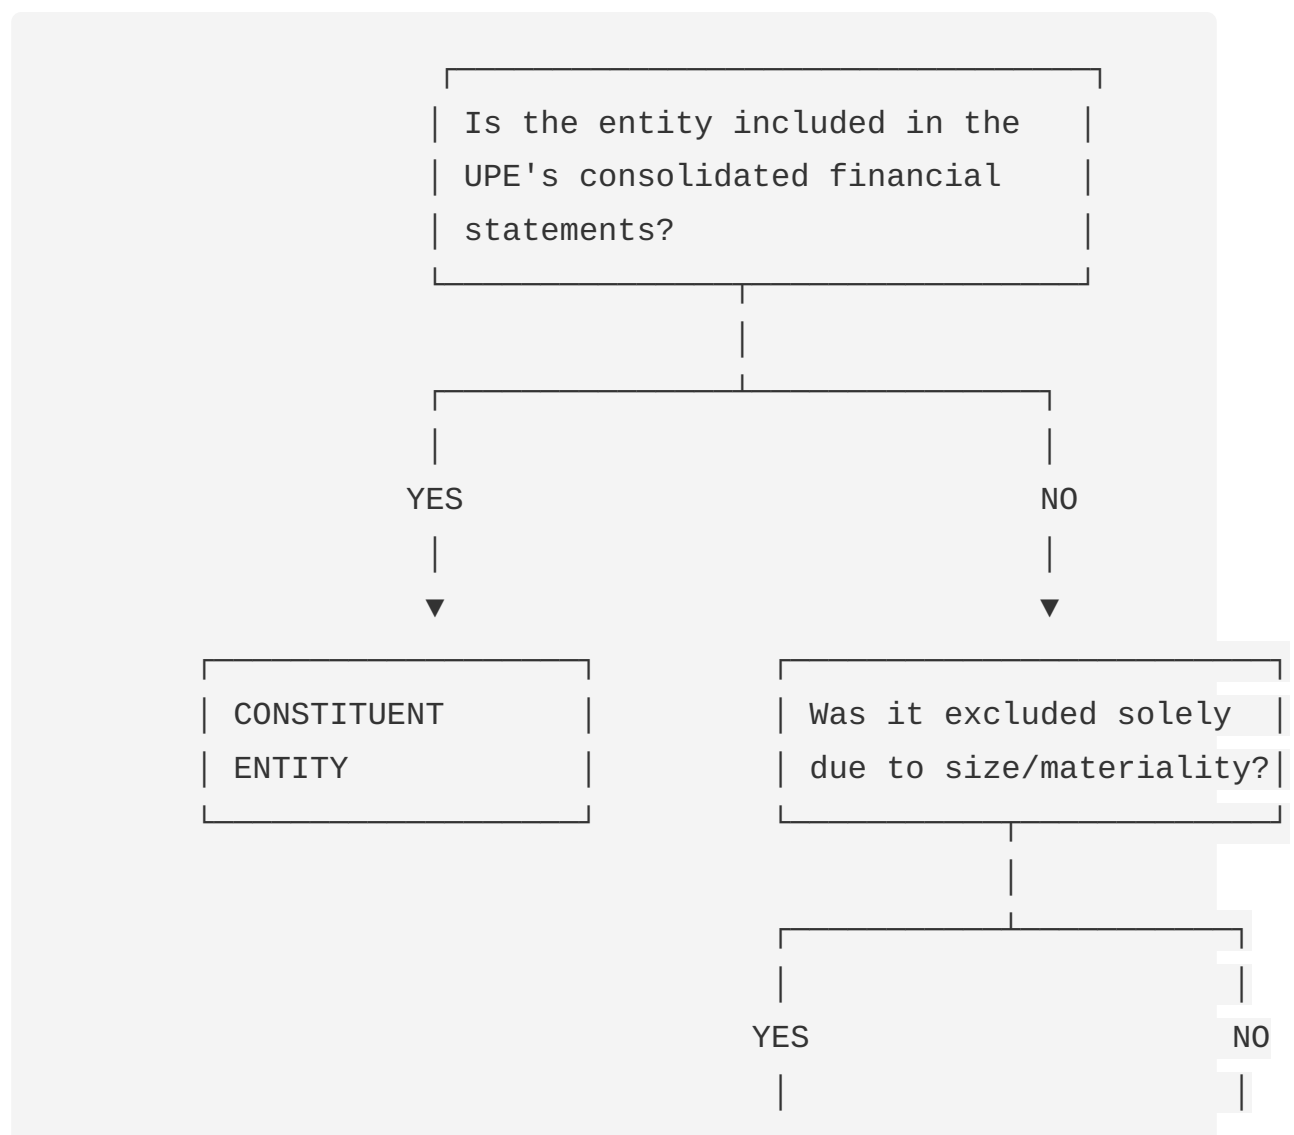 Is the entity included in the
UPE's consolidated financial
statements?
YES NO
▼ ▼
CONSTITUENT Was it excluded solely
ENTITY due to size/materiality?
YES NO